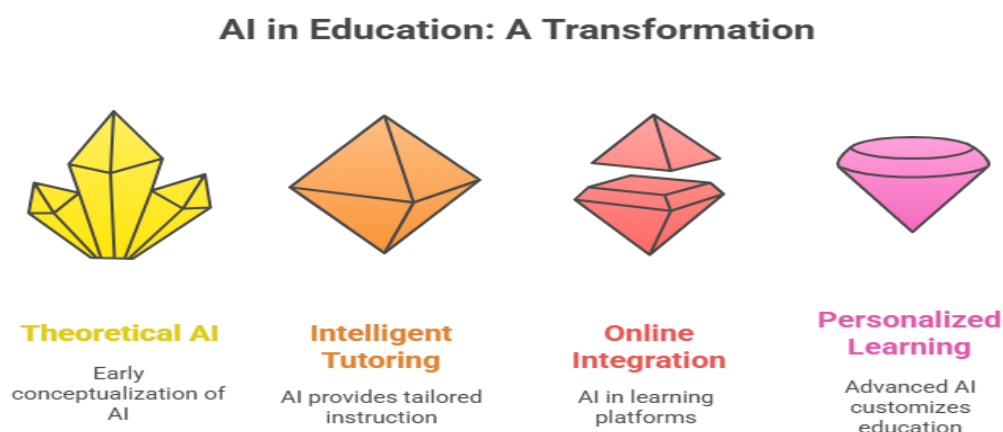 AI in Education: A Transformation
Theoretical AI
Early
conceptualization of
AI
Intelligent
Tutoring
AI provides tailored
instruction
Online
Integration
AI in learning
platforms
Personalized
Learning
Advanced AI
customizes
education